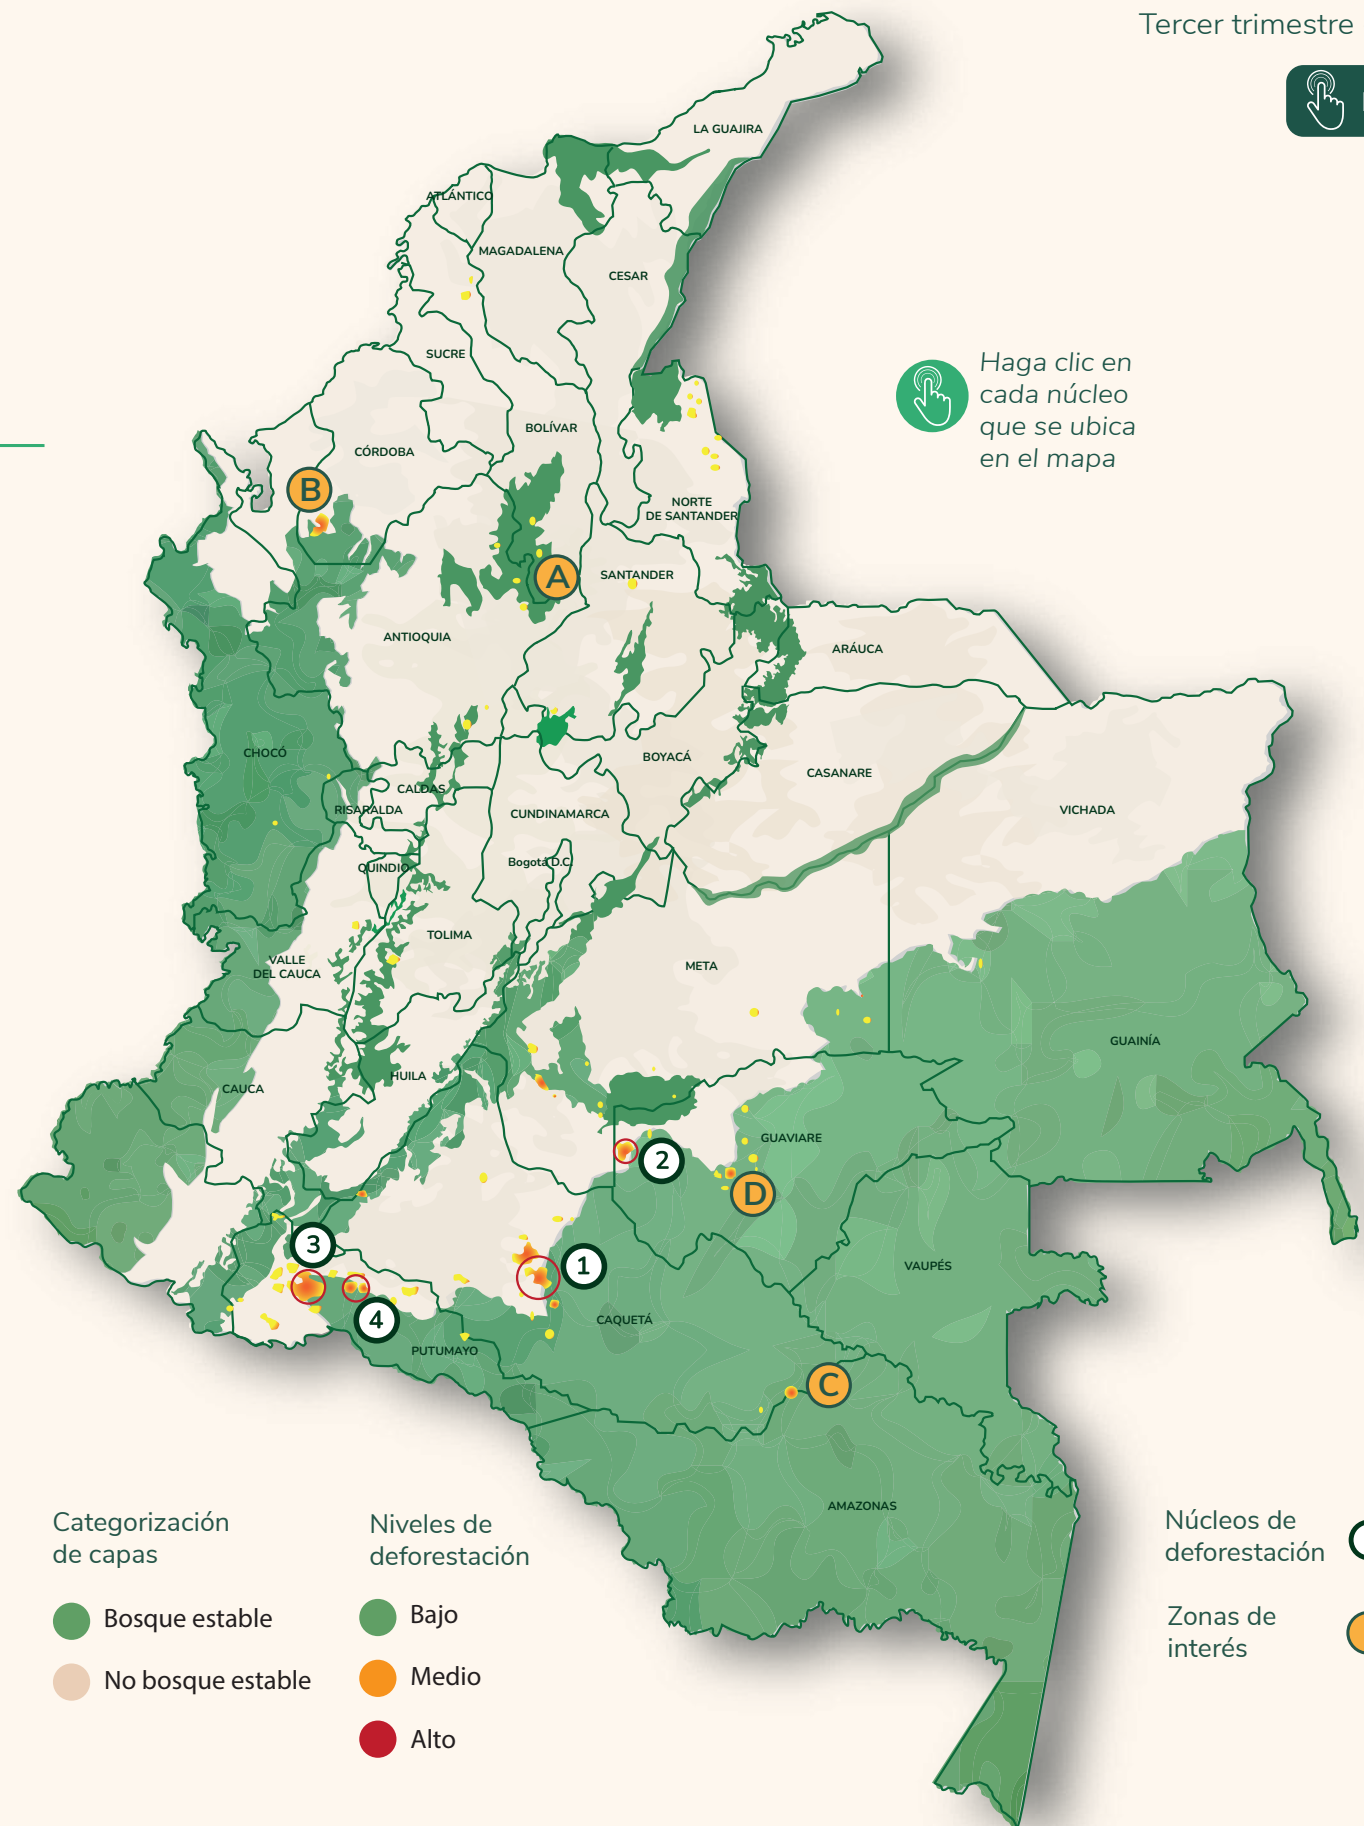 Tercer trimestre
LA GUAJIRA
ATLÁNTICO
MAGADALENA
CESAR
SUCRE
Haga clic en
cada núcleo
que se ubica
en el mapa
BOLÍVAR
CÓRDOBA
B
NORTE
DE SANTANDER
A
SANTANDER
ANTIOQUIA
ARÁUCA
CHOCÓ
BOYACÁ
CASANARE
CALDAS
RISARALDA
CUNDINAMARCA
VICHADA
Bogotá D.C.
QUINDIO
TOLIMA
VALLE
DEL CAUCA
META
GUAINÍA
HUILA
CAUCA
GUAVIARE
2
D
3
1
VAUPÉS
4
CAQUETÁ
PUTUMAYO
C
AMAZONAS
Categorización
de capas
Bosque estable
No bosque estable
Niveles de
deforestación
Bajo
Medio
Alto
Núcleos de
deforestación
Zonas de
interés